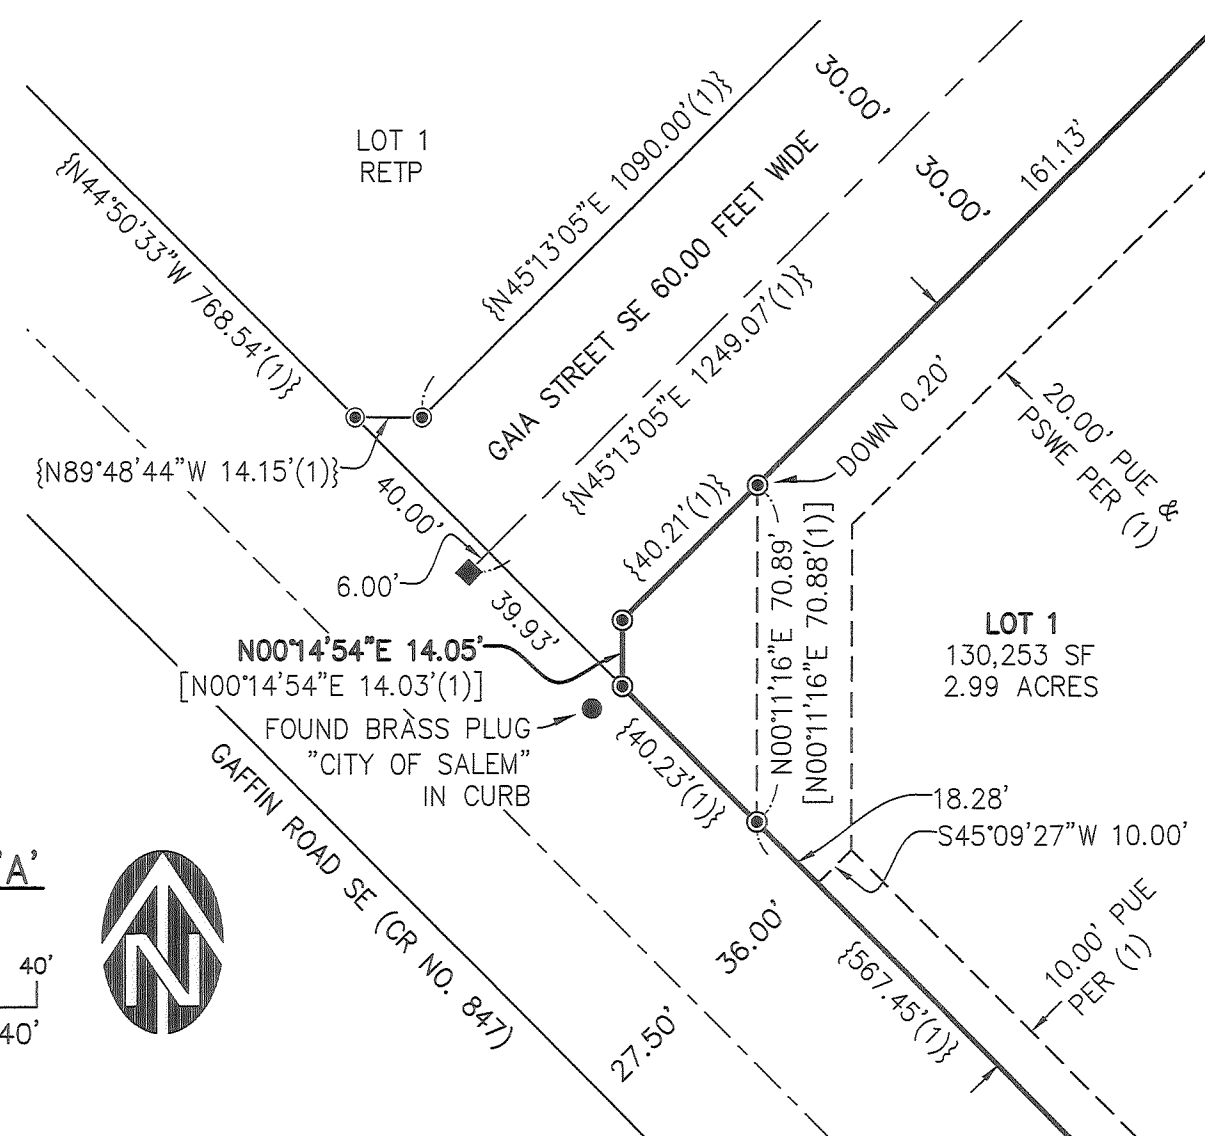 LOT 1
RETP
{N44°50'33"W 768.54'(1)}
{N45°13'05"E 1090.00'(1)}
30.00'
GAIA STREET SE 60.00 FEET WIDE
30.00'
161.13'
{N45°13'05"E 1249.07'(1)}
{N89°48'44"W 14.15'(1)}
40.00'
6.00'
39.93'
{40.21'(1)}
DOWN 0.20'
20.00' PUE &
PSWE PER (1)
N00°11'16"E 70.89'
[N00°11'16"E 70.88'(1)]
LOT 1
130,253 SF
2.99 ACRES
N00°14'54"E 14.05'
[N00°14'54"E 14.03'(1)]
FOUND BRASS PLUG
"CITY OF SALEM"
IN CURB
{40.23'(1)}
18.28'
S45°09'27"W 10.00'
GAFFIN ROAD SE (CR NO. 847)
36.00'
27.50'
{567.45'(1)}
10.00' PUE
PER (1)
'A'
N
40'
40'